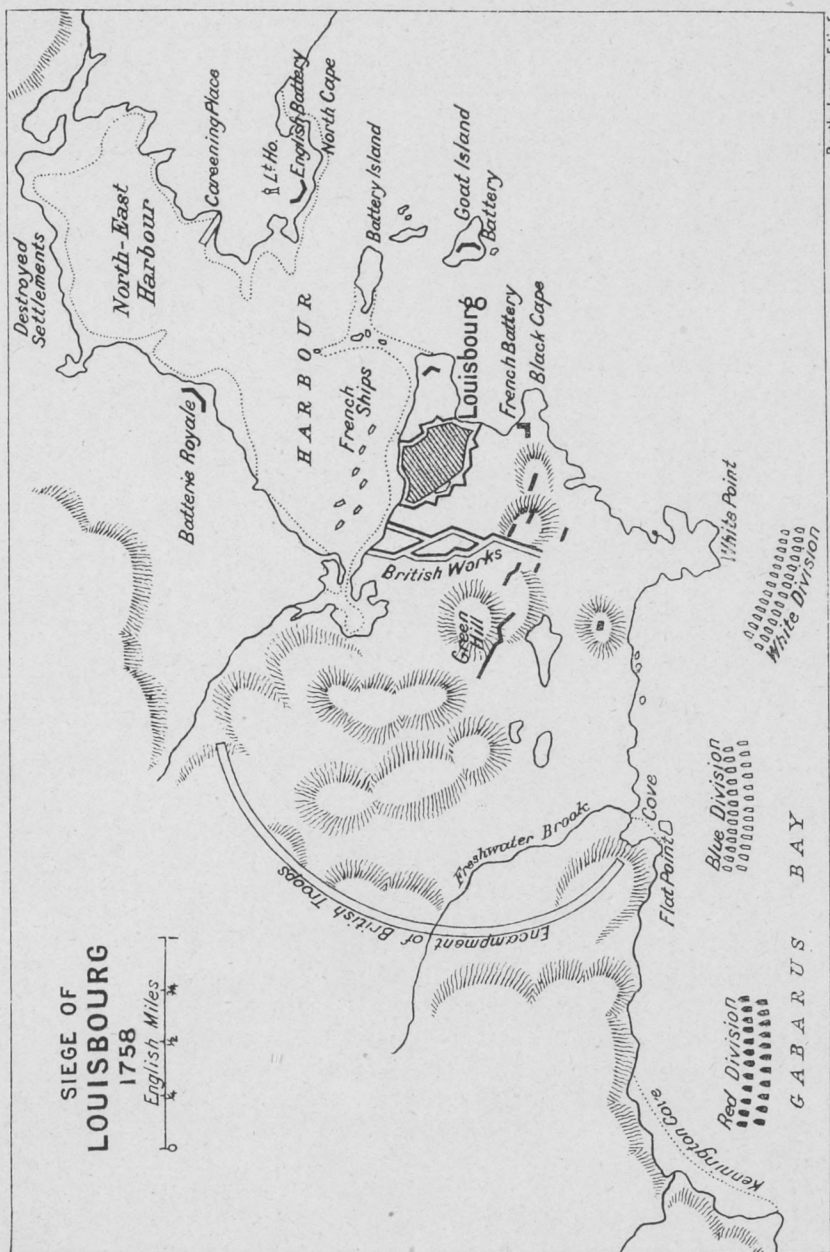 SIEGE OF
LOUISBOURG
1758
English Miles
0 ¼ ½ ¾ 1
Destroyed
Settlements
North-East
Harbour
Careening Place
Lt Ho.
English Battery
North Cape
Batterie Royale
HARBOUR
Battery Island
French
Ships
Goat Island
Battery
Louisbourg
French Battery
Black Cape
British Works
Green
Hill
White Point
White Division
Encampment of British Troops
Freshwater Brook
Cove
Flat Point
Blue Division
Red Division
Kennington Cove
GABARUS BAY